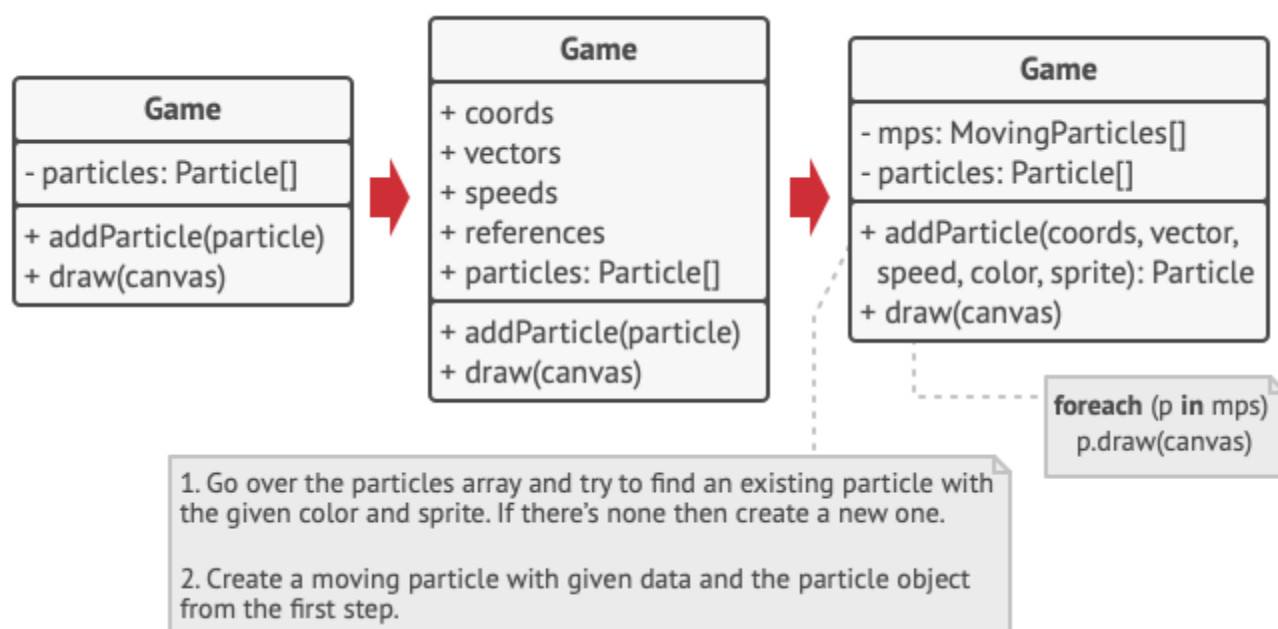 Game
- particles: Particle[]
+ addParticle(particle)
+ draw(canvas)
Game
+ coords
+ vectors
+ speeds
+ references
+ particles: Particle[]
+ addParticle(particle)
+ draw(canvas)
Game
- mps: MovingParticles[]
- particles: Particle[]
+ addParticle(coords, vector,
speed, color, sprite): Particle
+ draw(canvas)
foreach (p in mps)
p.draw(canvas)
1. Go over the particles array and try to find an existing particle with
the given color and sprite. If there’s none then create a new one.
2. Create a moving particle with given data and the particle object
from the first step.